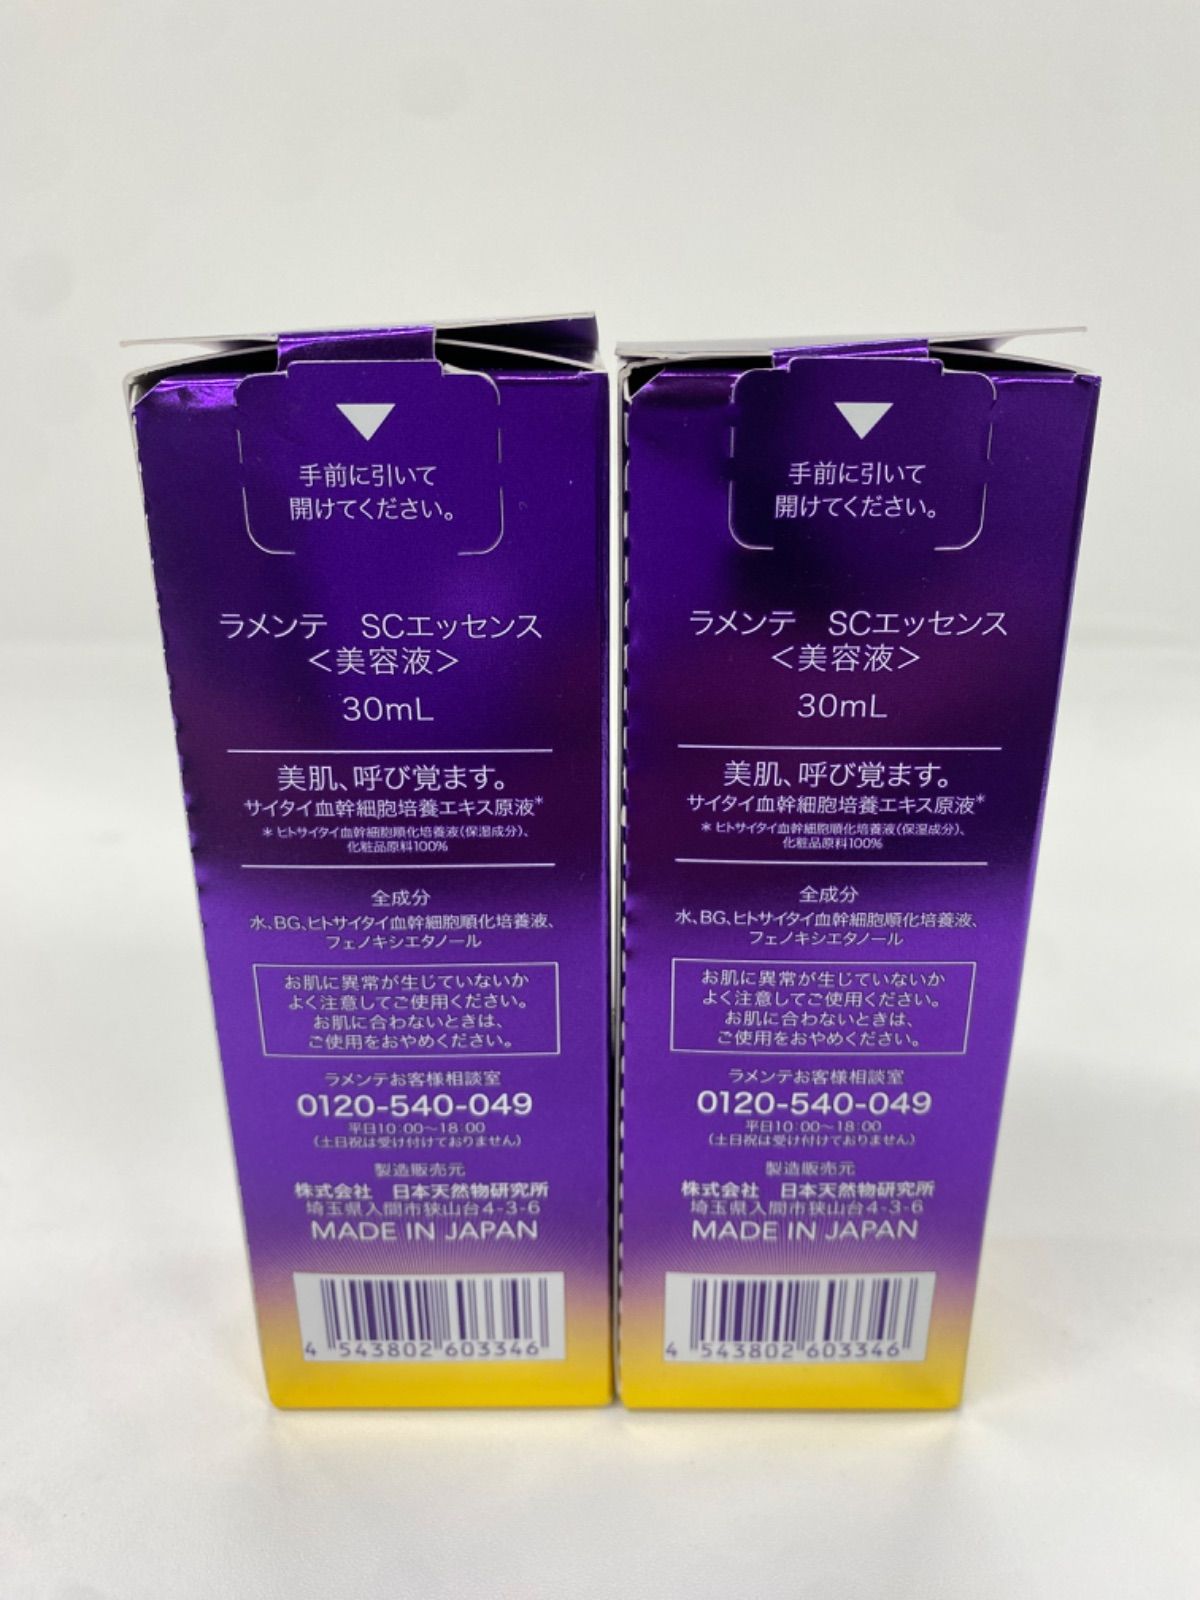 手前に引いて
開けてください。
ラメンテ　SCエッセンス
＜美容液＞
30mL
美肌、呼び覚ます。
サイタイ血幹細胞培養エキス原液*
* ヒトサイタイ血幹細胞順化培養液(保湿成分)、
化粧品原料100%
全成分
水、BG、ヒトサイタイ血幹細胞順化培養液、
フェノキシエタノール
お肌に異常が生じていないか
よく注意してご使用ください。
お肌に合わないときは、
ご使用をおやめください。
ラメンテお客様相談室
0120-540-049
平日10:00〜18:00
(土日祝は受け付けておりません)
製造販売元
株式会社　日本天然物研究所
埼玉県入間市狭山台4-3-6
MADE IN JAPAN
4 543802 603346
手前に引いて
開けてください。
ラメンテ　SCエッセンス
＜美容液＞
30mL
美肌、呼び覚ます。
サイタイ血幹細胞培養エキス原液*
* ヒトサイタイ血幹細胞順化培養液(保湿成分)、
化粧品原料100%
全成分
水、BG、ヒトサイタイ血幹細胞順化培養液、
フェノキシエタノール
お肌に異常が生じていないか
よく注意してご使用ください。
お肌に合わないときは、
ご使用をおやめください。
ラメンテお客様相談室
0120-540-049
平日10:00〜18:00
(土日祝は受け付けておりません)
製造販売元
株式会社　日本天然物研究所
埼玉県入間市狭山台4-3-6
MADE IN JAPAN
4 543802 603346